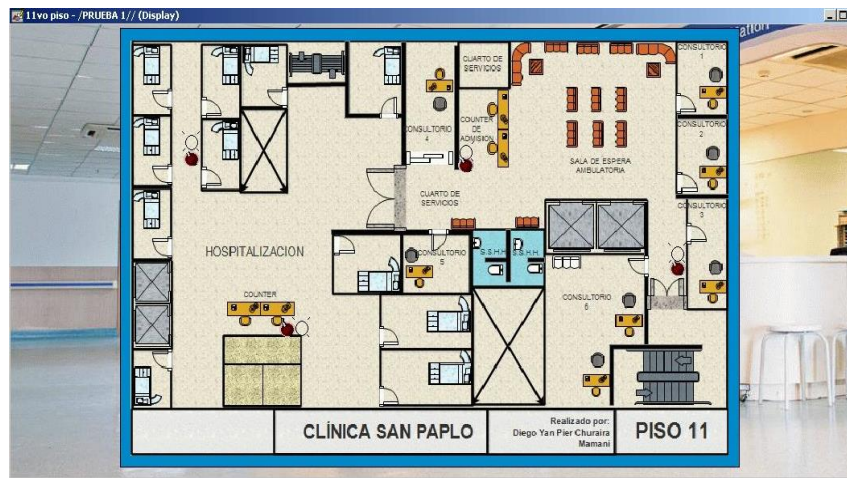 11vo piso - /PRUEBA 1// (Display)
CONSULTORIO
1
CUARTO DE
SERVICIOS
COUNTER
DE
ADMISION
CONSULTORIO
4
CONSULTORIO
2
SALA DE ESPERA
AMBULATORIA
CUARTO DE
SERVICIOS
CONSULTORIO
3
HOSPITALIZACION
CONSULTORIO
5
S.S.H.H.
S.S.H.H.
COUNTER
CONSULTORIO
6
CLÍNICA SAN PAPLO
Realizado por:
Diego Yan Pier Churaira
Mamani
PISO 11